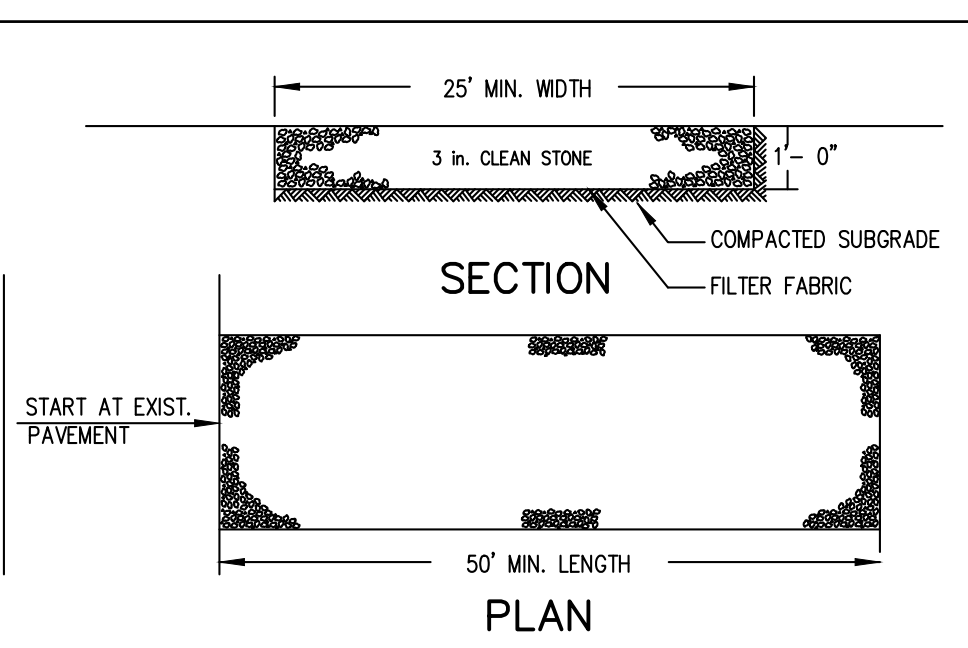 25' MIN. WIDTH
3 in. CLEAN STONE
1'- 0"
COMPACTED SUBGRADE
SECTION
FILTER FABRIC
START AT EXIST.
PAVEMENT
50' MIN. LENGTH
PLAN